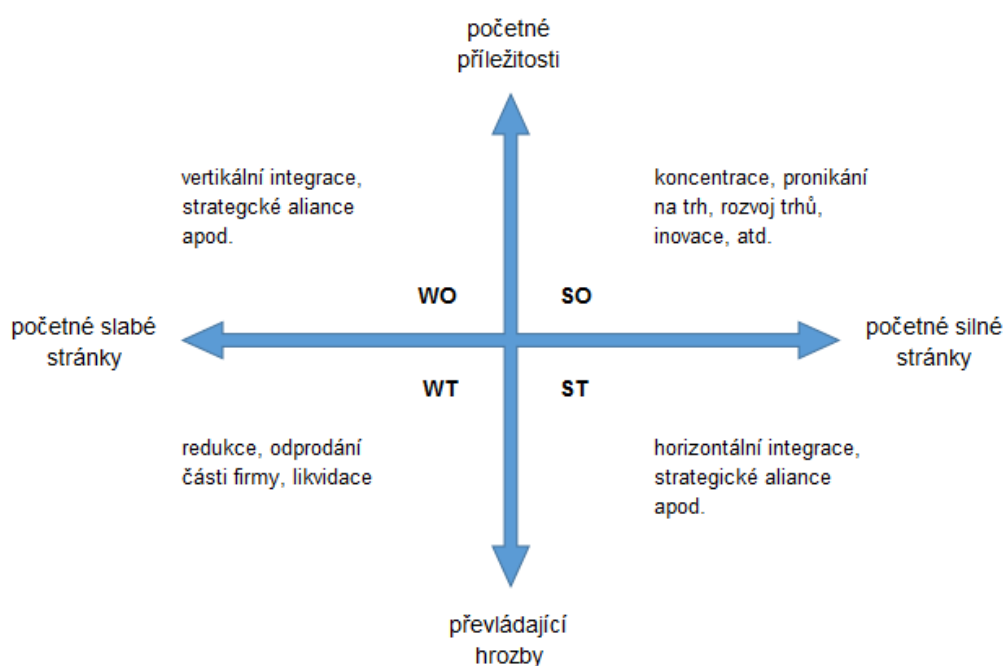 početné
příležitosti
vertikální integrace,
strategcké aliance
apod.
koncentrace, pronikání
na trh, rozvoj trhů,
inovace, atd.
WO
SO
početné slabé
stránky
početné silné
stránky
WT
ST
redukce, odprodání
části firmy, likvidace
horizontální integrace,
strategické aliance
apod.
převládající
hrozby